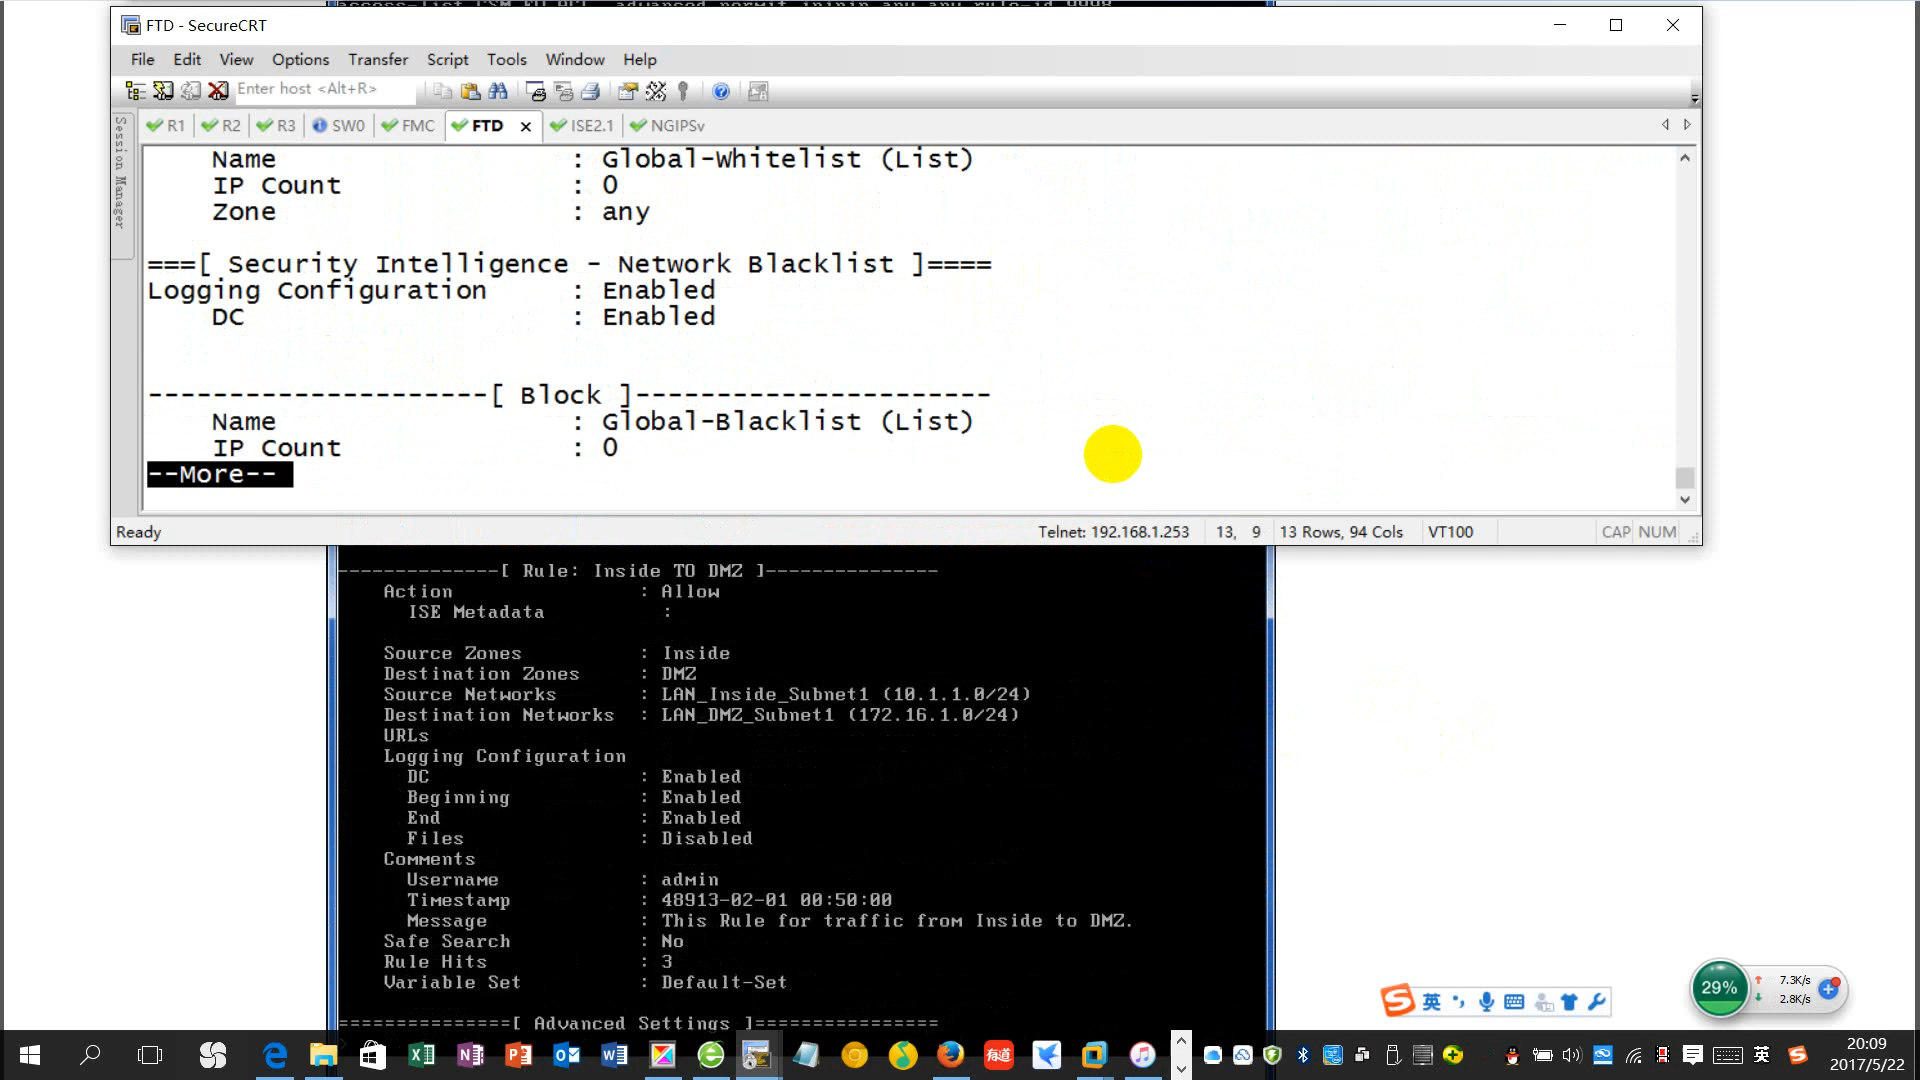 FTD - SecureCRT
File Edit View Options Transfer Script Tools Window Help
Enter host <Alt+R>
R1 R2 R3 SW0 FMC FTD ISE2.1 NGIPSv
Session Manager
Name : Global-Whitelist (List)
IP Count : 0
Zone : any
===[ Security Intelligence - Network Blacklist ]====
Logging Configuration : Enabled
DC : Enabled
---------------------[ Block ]----------------------
Name : Global-Blacklist (List)
IP Count : 0
--More--
Ready Telnet: 192.168.1.253 13, 9 13 Rows, 94 Cols VT100 CAP NUM
--------------[ Rule: Inside TO DMZ ]---------------
Action : Allow
ISE Metadata :
Source Zones : Inside
Destination Zones : DMZ
Source Networks : LAN_Inside_Subnet1 (10.1.1.0/24)
Destination Networks : LAN_DMZ_Subnet1 (172.16.1.0/24)
URLs
Logging Configuration
DC : Enabled
Beginning : Enabled
End : Enabled
Files : Disabled
Comments
Username : admin
Timestamp : 48913-02-01 00:50:00
Message : This Rule for traffic from Inside to DMZ.
Safe Search : No
Rule Hits : 3
Variable Set : Default-Set
===============[ Advanced Settings ]================
英
29% 7.3K/s
2.8K/s
有道
英
20:09
2017/5/22